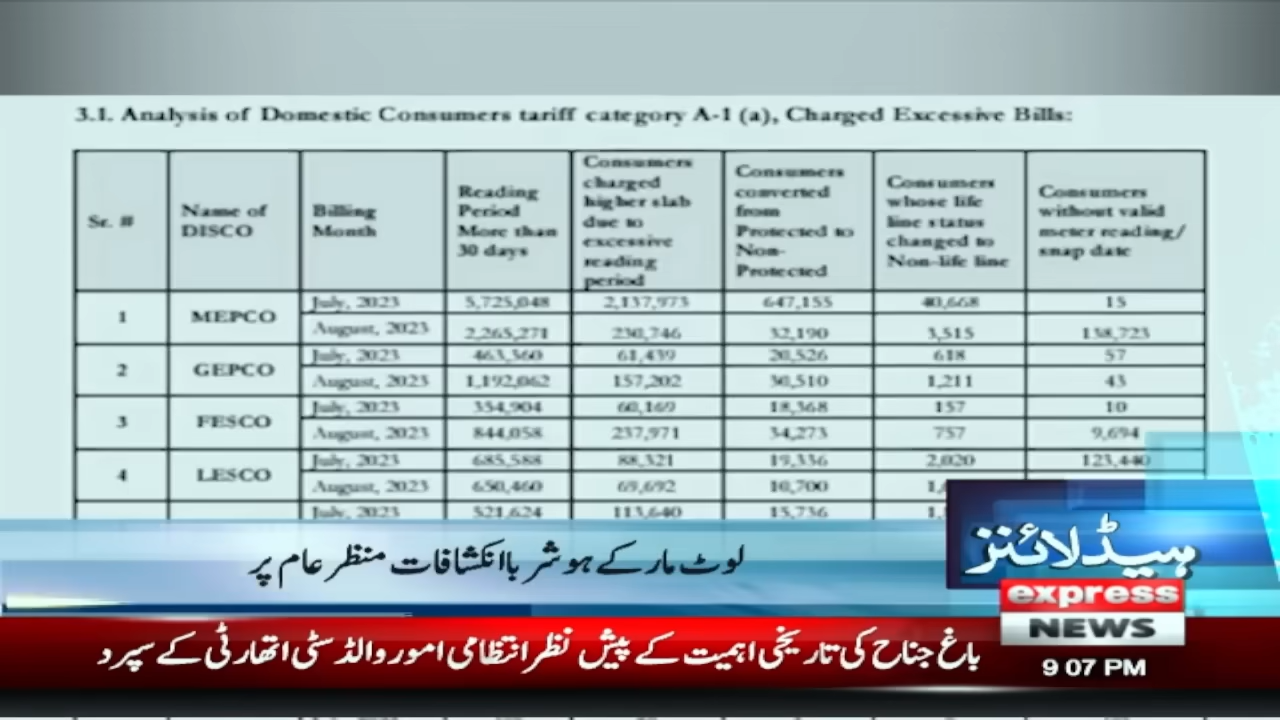 3.1. Analysis of Domestic Consumers tariff category A-1 (a), Charged Excessive Bills:
Sr. # Name of DISCO Billing Month Reading Period More than 30 days Consumers charged higher slab due to excessive reading period Consumers converted from Protected to Non-Protected Consumers whose life line status changed to Non-life line Consumers without valid meter reading/ snap date
1 MEPCO July, 2023 5,725,048 2,137,973 647,155 40,668 15
August, 2023 2,265,271 230,746 32,190 3,515 138,723
2 GEPCO July, 2023 463,360 61,439 20,526 618 57
August, 2023 1,192,062 157,202 30,510 1,211 43
3 FESCO July, 2023 354,904 60,169 18,368 157 10
August, 2023 844,058 237,971 34,273 757 9,694
4 LESCO July, 2023 685,588 88,321 19,336 2,020 123,440
August, 2023 650,460 69,692 10,700
July, 2023 521,624 113,640 15,736
ہیڈلائنز
لوٹ مار کے ہوشربا انکشافات منظر عام پر
express
NEWS
باغ جناح کی تاریخی اہمیت کے پیش نظر انتظامی امور والڈ سٹی اتھارٹی کے سپرد
9:07 PM